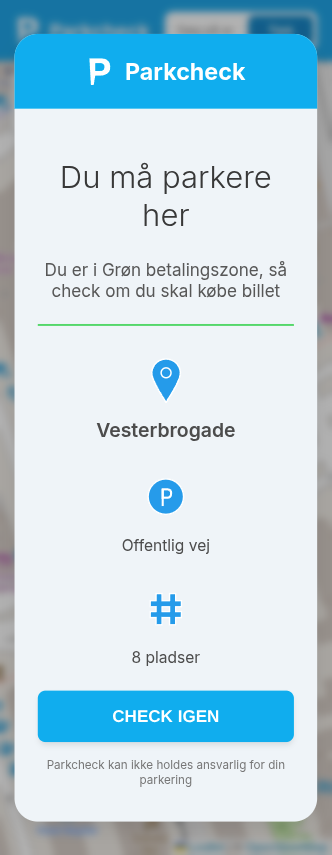 Parkcheck
Du må parkere
her
Du er i Grøn betalingszone, så
check om du skal købe billet
Vesterbrogade
Offentlig vej
8 pladser
CHECK IGEN
Parkcheck kan ikke holdes ansvarlig for din
parkering